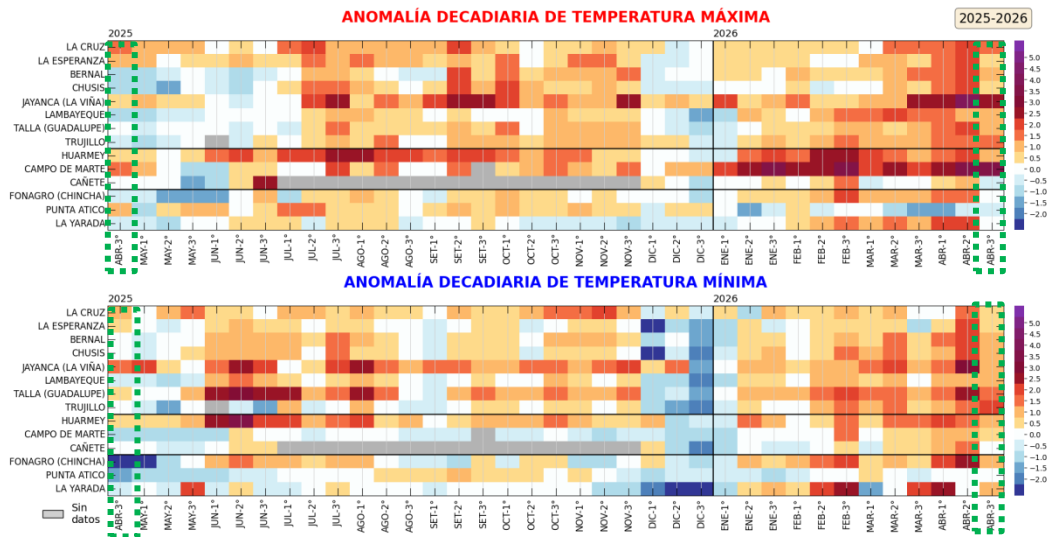 ANOMALÍA DECADIARIA DE TEMPERATURA MÁXIMA
2025-2026
2025
2026
LA CRUZ
LA ESPERANZA
BERNAL
CHUSIS
JAYANCA (LA VIÑA)
LAMBAYEQUE
TALLA (GUADALUPE)
TRUJILLO
HUARMEY
CAMPO DE MARTE
CAÑETE
FONAGRO (CHINCHA)
PUNTA ATICO
LA YARADA
5.0
4.5
4.0
3.5
3.0
2.5
2.0
1.5
1.0
0.5
−0.5
−1.0
−1.5
−2.0
ABR-3° MAY-1° MAY-2° MAY-3° JUN-1° JUN-2° JUN-3° JUL-1° JUL-2° JUL-3° AGO-1° AGO-2° AGO-3° SET-1° SET-2° SET-3° OCT-1° OCT-2° OCT-3° NOV-1° NOV-2° NOV-3° DIC-1° DIC-2° DIC-3° ENE-1° ENE-2° ENE-3° FEB-1° FEB-2° FEB-3° MAR-1° MAR-2° MAR-3° ABR-1° ABR-2° ABR-3°
ANOMALÍA DECADIARIA DE TEMPERATURA MÍNIMA
2025
2026
LA CRUZ
LA ESPERANZA
BERNAL
CHUSIS
JAYANCA (LA VIÑA)
LAMBAYEQUE
TALLA (GUADALUPE)
TRUJILLO
HUARMEY
CAMPO DE MARTE
CAÑETE
FONAGRO (CHINCHA)
PUNTA ATICO
LA YARADA
5.0
4.5
4.0
3.5
3.0
2.5
2.0
1.5
1.0
0.5
−0.5
−1.0
−1.5
−2.0
ABR-3° MAY-1° MAY-2° MAY-3° JUN-1° JUN-2° JUN-3° JUL-1° JUL-2° JUL-3° AGO-1° AGO-2° AGO-3° SET-1° SET-2° SET-3° OCT-1° OCT-2° OCT-3° NOV-1° NOV-2° NOV-3° DIC-1° DIC-2° DIC-3° ENE-1° ENE-2° ENE-3° FEB-1° FEB-2° FEB-3° MAR-1° MAR-2° MAR-3° ABR-1° ABR-2° ABR-3°
Sin
datos